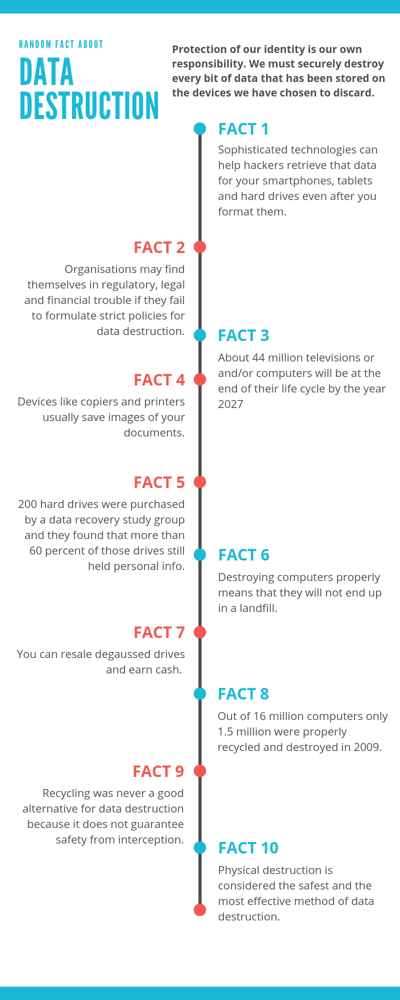 RANDOM FACT ABOUT
DATA
DESTRUCTION
Protection of our identity is our own
responsibility. We must securely destroy
every bit of data that has been stored on
the devices we have chosen to discard.
FACT 1
Sophisticated technologies can
help hackers retrieve that data
for your smartphones, tablets
and hard drives even after you
format them.
FACT 2
Organisations may find
themselves in regulatory, legal
and financial trouble if they fail
to formulate strict policies for
data destruction.
FACT 3
About 44 million televisions or
and/or computers will be at the
end of their life cycle by the year
2027
FACT 4
Devices like copiers and printers
usually save images of your
documents.
FACT 5
200 hard drives were purchased
by a data recovery study group
and they found that more than
60 percent of those drives still
held personal info.
FACT 6
Destroying computers properly
means that they will not end up
in a landfill.
FACT 7
You can resale degaussed drives
and earn cash.
FACT 8
Out of 16 million computers only
1.5 million were properly
recycled and destroyed in 2009.
FACT 9
Recycling was never a good
alternative for data destruction
because it does not guarantee
safety from interception.
FACT 10
Physical destruction is
considered the safest and the
most effective method of data
destruction.